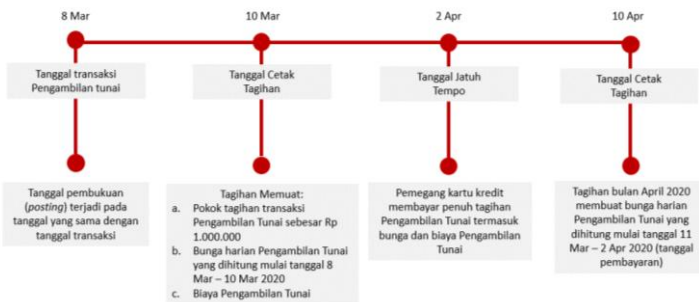 8 Mar
10 Mar
2 Apr
10 Apr
Tanggal transaksi
Pengambilan tunai
Tanggal Cetak
Tagihan
Tanggal Jatuh
Tempo
Tanggal Cetak
Tagihan
Tanggal pembukuan
(posting) terjadi pada
tanggal yang sama dengan
tanggal transaksi
Tagihan Memuat:
a. Pokok tagihan transaksi
Pengambilan Tunai sebesar Rp
1.000.000
b. Bunga harian Pengambilan Tunai
yang dihitung mulai tanggal 8
Mar – 10 Mar 2020
c. Biaya Pengambilan Tunai
Pemegang kartu kredit
membayar penuh tagihan
Pengambilan Tunai termasuk
bunga dan biaya Pengambilan
Tunai
Tagihan bulan April 2020
membuat bunga harian
Pengambilan Tunai yang
dihitung mulai tanggal 11
Mar – 2 Apr 2020 (tanggal
pembayaran)